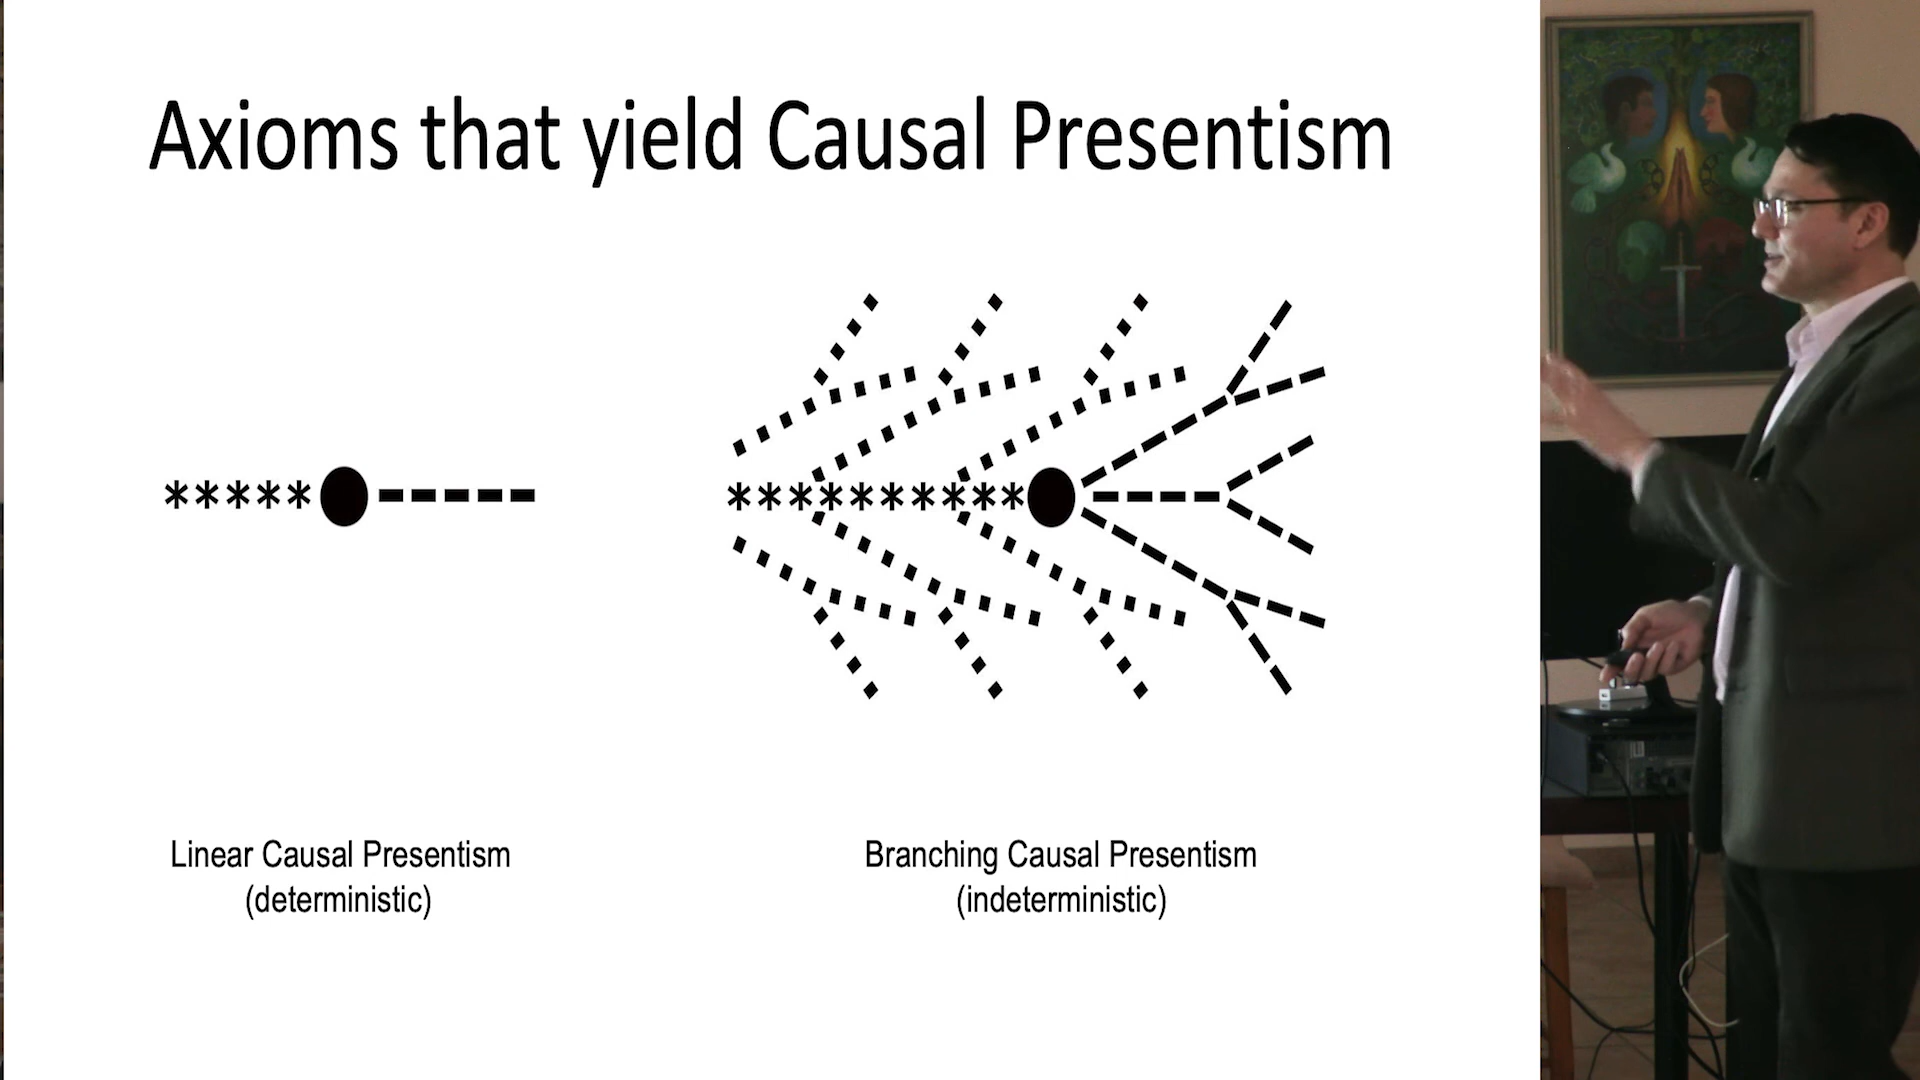 Axioms that yield Causal Presentism
Linear Causal Presentism
(deterministic)
Branching Causal Presentism
(indeterministic)